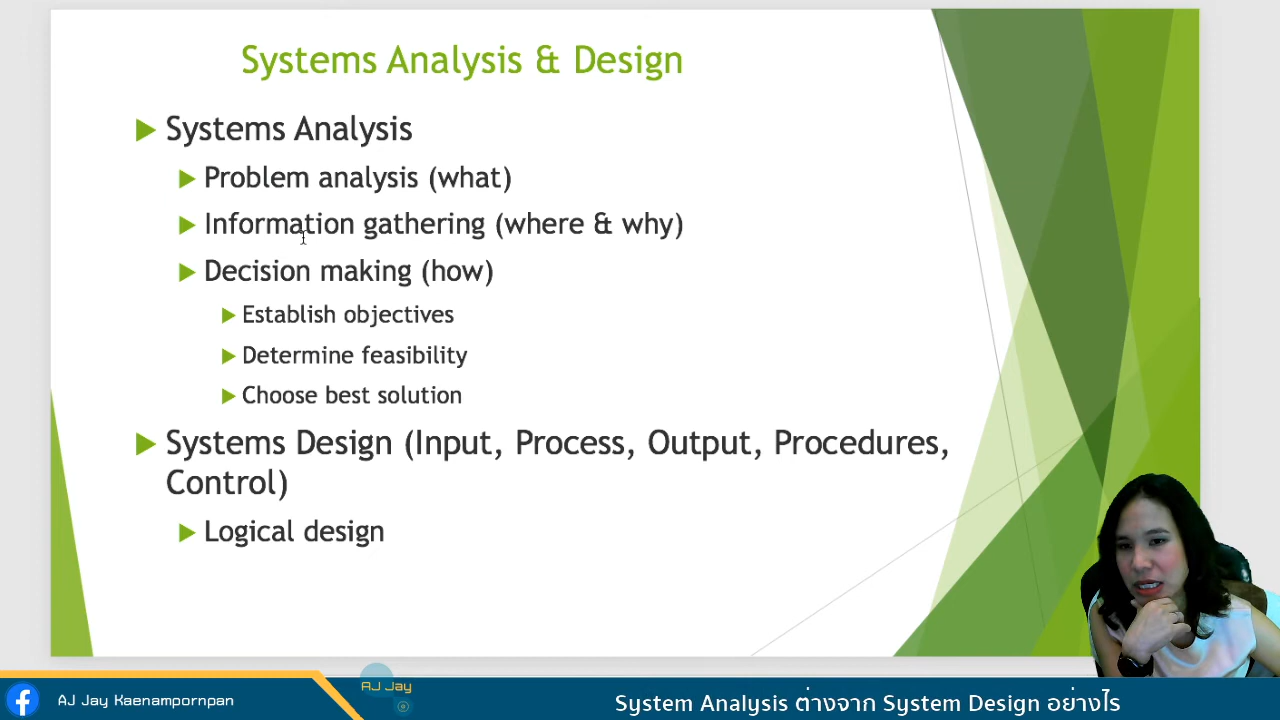 Systems Analysis & Design
Systems Analysis
Problem analysis (what)
Information gathering (where & why)
Decision making (how)
Establish objectives
Determine feasibility
Choose best solution
Systems Design (Input, Process, Output, Procedures,
Control)
Logical design
AJ Jay
AJ Jay Kaenampornpan
System Analysis ต่างจาก System Design อย่างไร